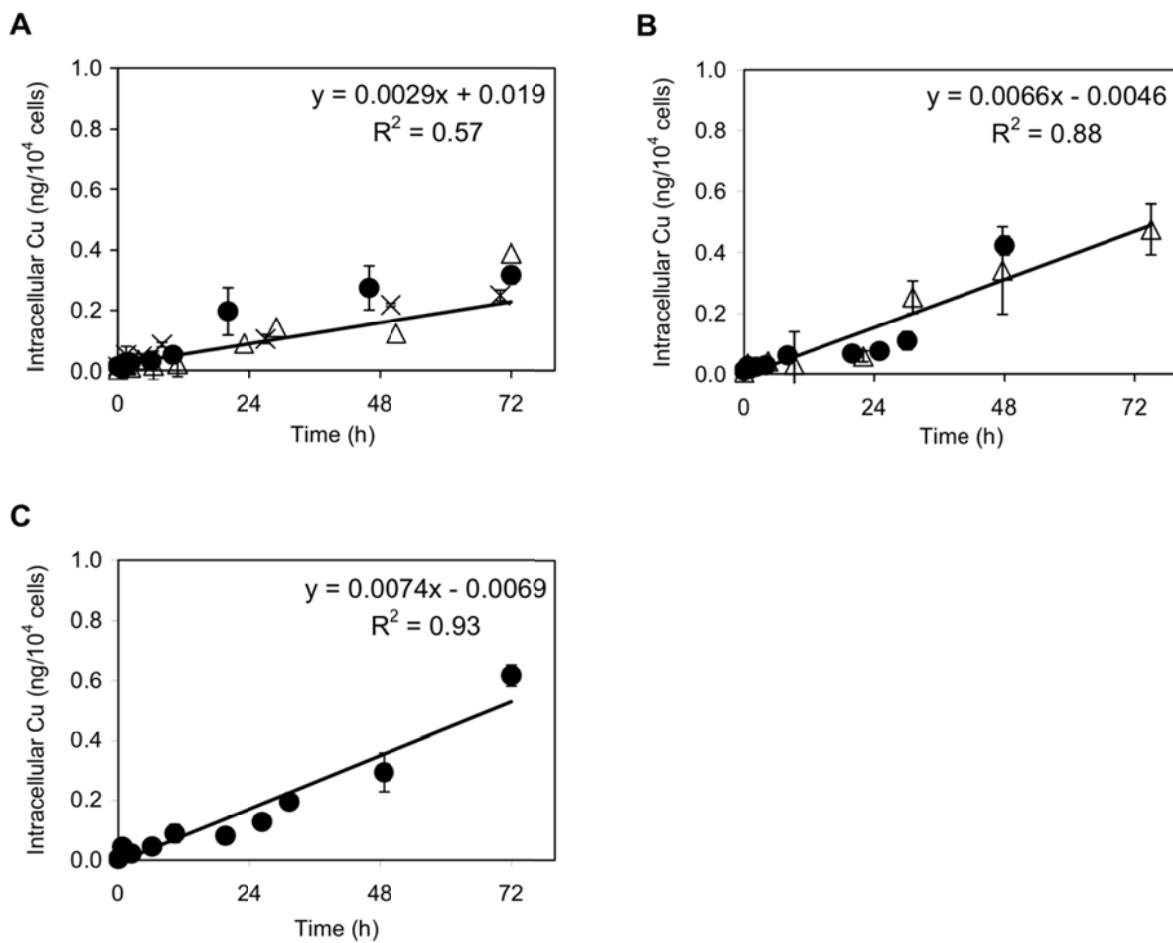 A
Intracellular Cu (ng/10⁴ cells)
1.0
0.8
0.6
0.4
0.2
0.0
y = 0.0029x + 0.019
R² = 0.57
0 24 48 72
Time (h)
B
Intracellular Cu (ng/10⁴ cells)
1.0
0.8
0.6
0.4
0.2
0.0
y = 0.0066x - 0.0046
R² = 0.88
0 24 48 72
Time (h)
C
Intracellular Cu (ng/10⁴ cells)
1.0
0.8
0.6
0.4
0.2
0.0
y = 0.0074x - 0.0069
R² = 0.93
0 24 48 72
Time (h)